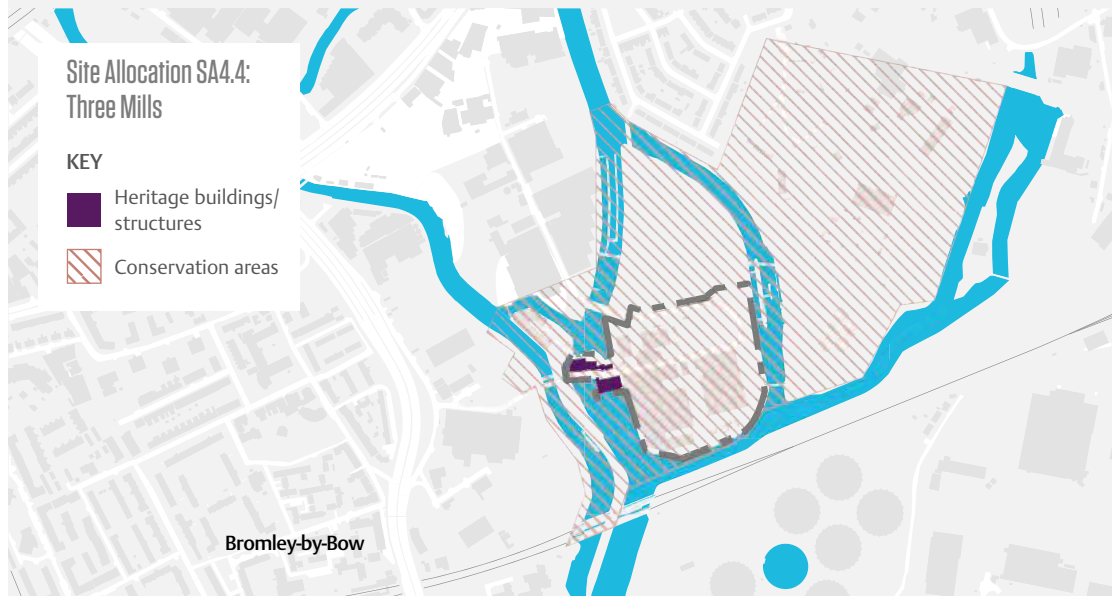 Site Allocation SA4.4:
Three Mills
KEY
Heritage buildings/
structures
Conservation areas
Bromley-by-Bow